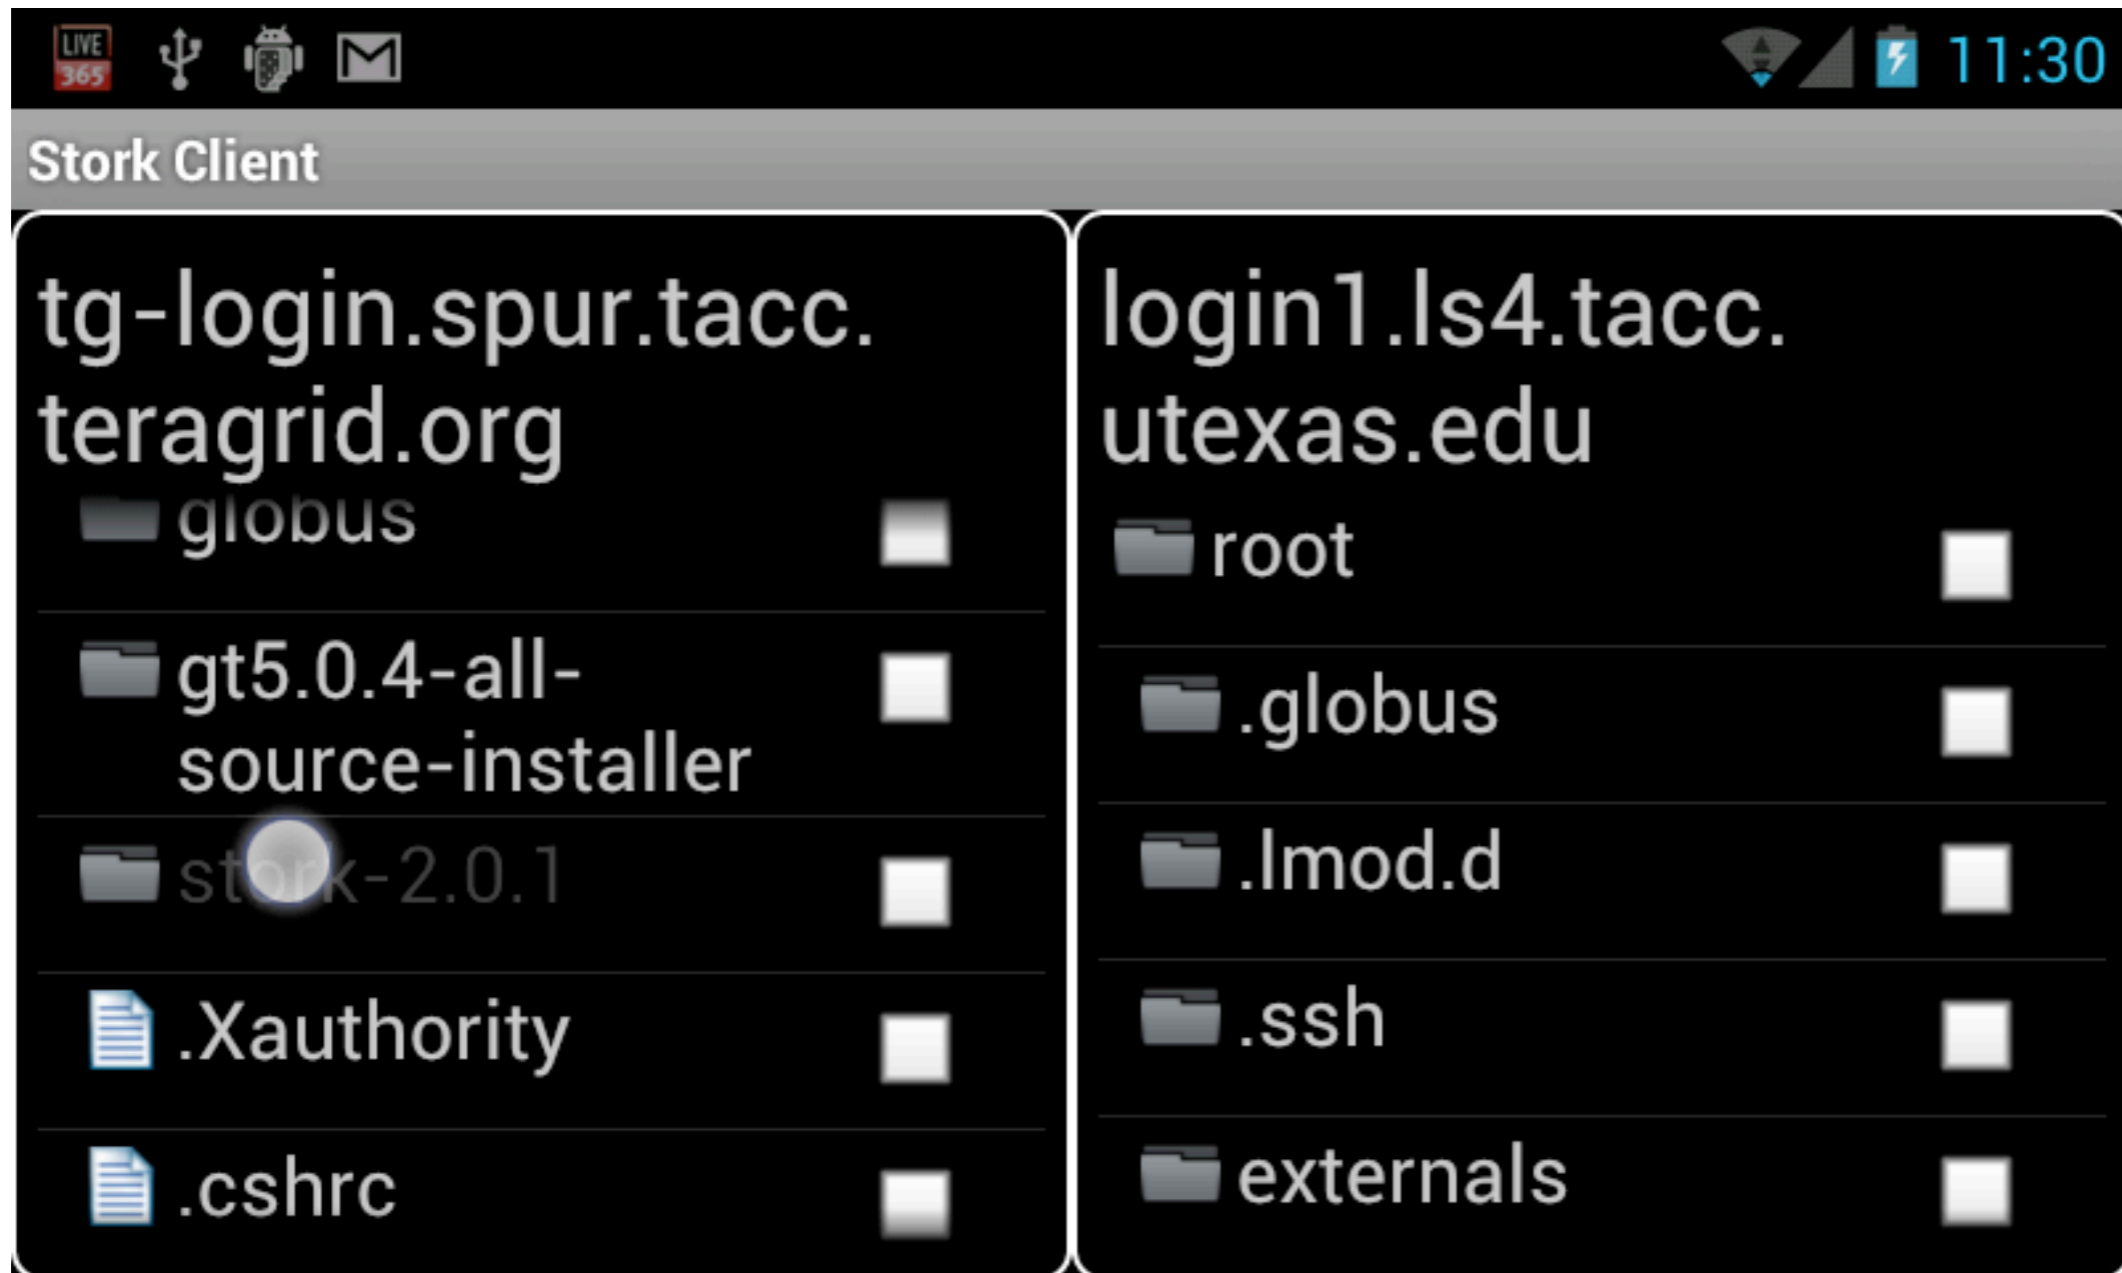 LIVE
365
11:30
Stork Client
tg-login.spur.tacc.
teragrid.org
globus
gt5.0.4-all-
source-installer
stork-2.0.1
.Xauthority
.cshrc
login1.ls4.tacc.
utexas.edu
root
.globus
.lmod.d
.ssh
externals